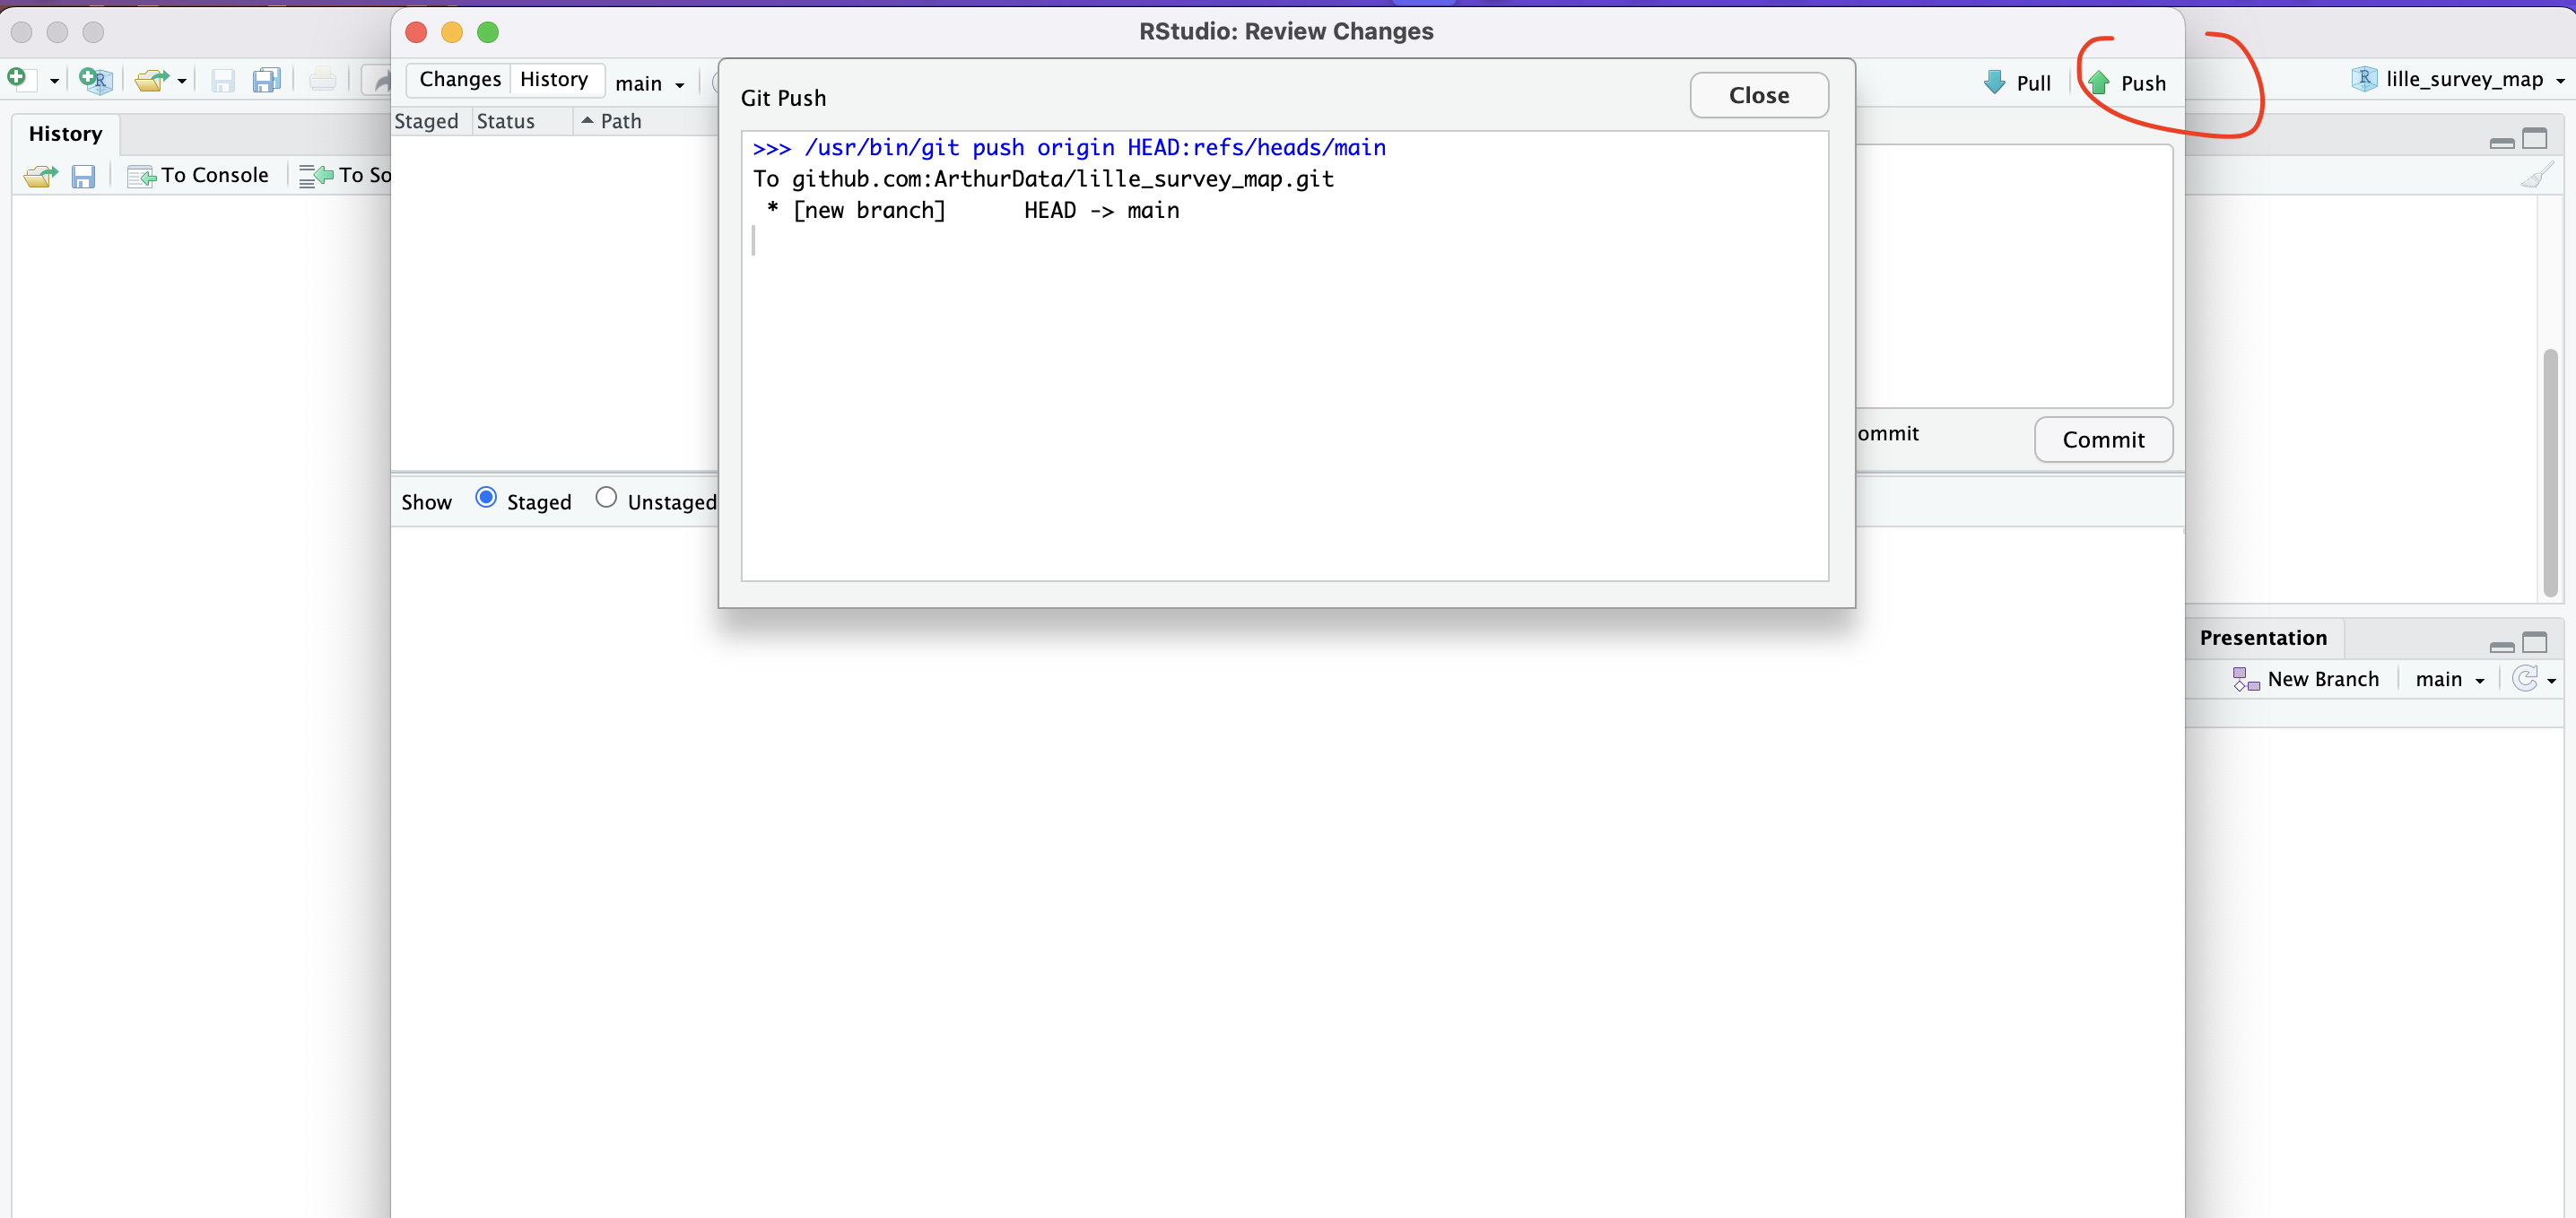 RStudio: Review Changes
Changes History main
Pull Push
lille_survey_map
Git Push
Close
Staged Status Path
History
>>> /usr/bin/git push origin HEAD:refs/heads/main
To github.com:ArthurData/lille_survey_map.git
* [new branch]      HEAD -> main
To Console To So
ommit
Commit
Show Staged Unstaged
Presentation
New Branch main